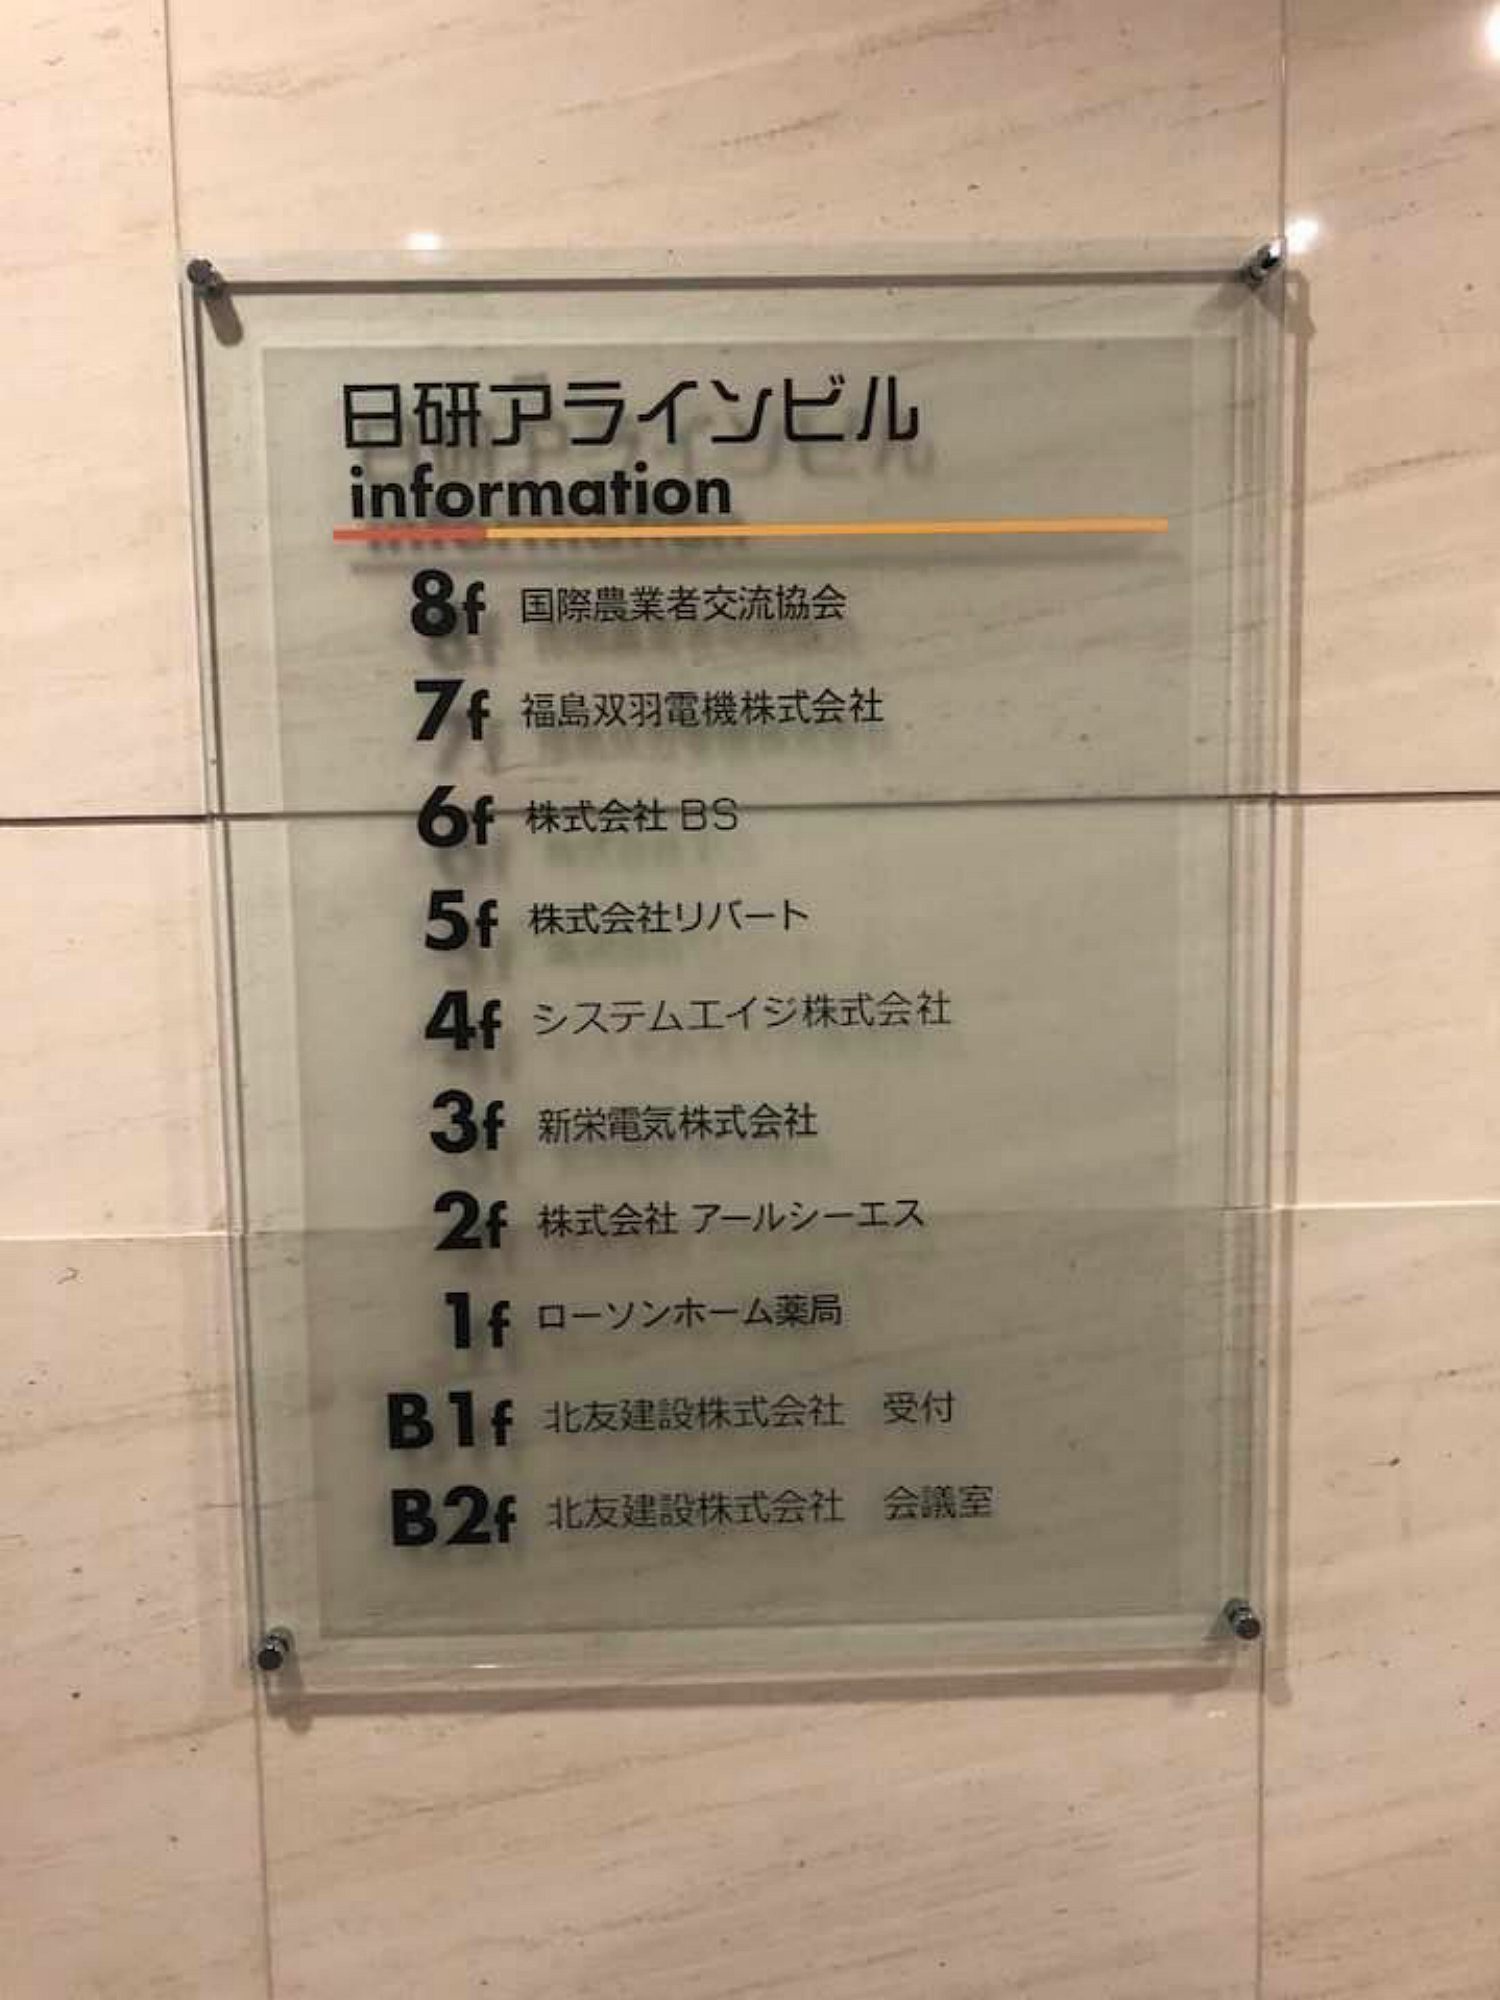 日研アラインビル
information
8f 国際農業者交流協会
7f 福島双羽電機株式会社
6f 株式会社 BS
5f 株式会社リバート
4f システムエイジ株式会社
3f 新栄電気株式会社
2f 株式会社 アールシーエス
1f ローソンホーム薬局
B1f 北友建設株式会社 受付
B2f 北友建設株式会社 会議室